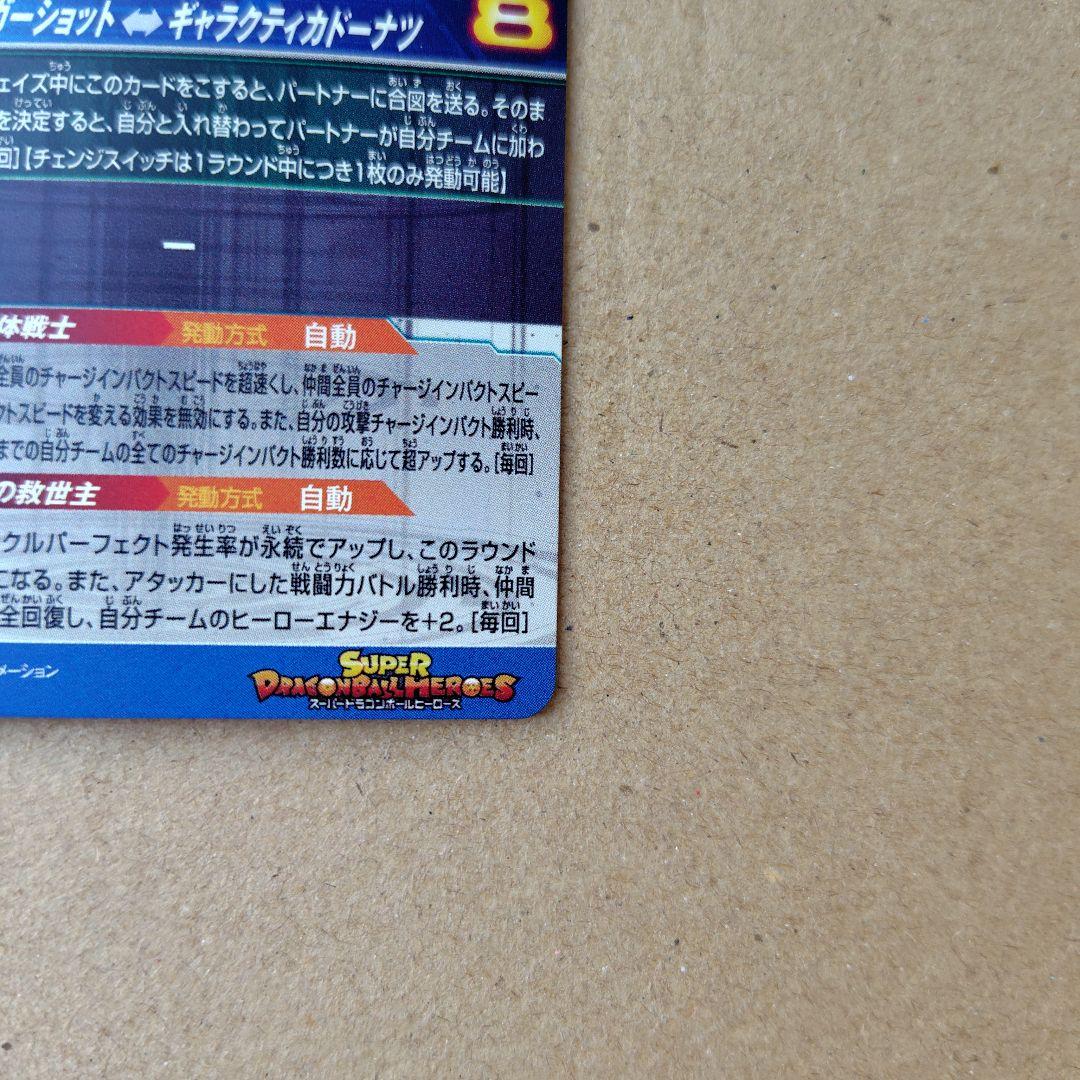 ガーショット⇔ギャラクティカドーナツ 8
ェイズ中にこのカードをこすると、パートナーに合図を送る。そのま
を決定すると、自分と入れ替わってパートナーが自分チームに加わ
回]【チェンジスイッチは1ラウンド中につき1枚のみ発動可能】
ー
体戦士 発動方式 自動
全員のチャージインパクトスピードを超速くし、仲間全員のチャージインパクトスピー
クトスピードを変える効果を無効にする。また、自分の攻撃チャージインパクト勝利時、
までの自分チームの全てのチャージインパクト勝利数に応じて超アップする。[毎回]
の救世主 発動方式 自動
クルパーフェクト発生率が永続でアップし、このラウンド
になる。また、アタッカーにした戦闘力バトル勝利時、仲間
全回復し、自分チームのヒーローエナジーを+2。[毎回]
メーション
SUPER
DRAGONBALL HEROES
スーパードラゴンボールヒーローズ